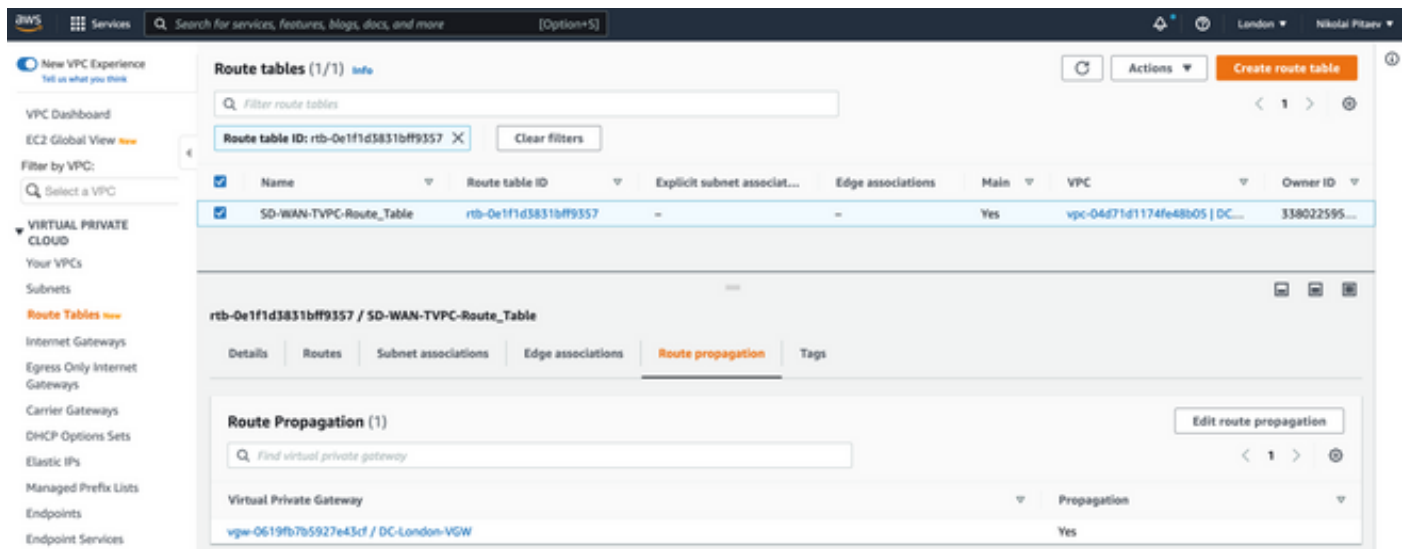 aws Services Search for services, features, blogs, docs, and more [Option+S] London Nikolai Pitaev
New VPC Experience
Tell us what you think
VPC Dashboard
EC2 Global View New
Filter by VPC:
Select a VPC
VIRTUAL PRIVATE
CLOUD
Your VPCs
Subnets
Route Tables New
Internet Gateways
Egress Only Internet
Gateways
Carrier Gateways
DHCP Options Sets
Elastic IPs
Managed Prefix Lists
Endpoints
Endpoint Services
Route tables (1/1) Info Actions Create route table
Filter route tables 1
Route table ID: rtb-0e1f1d3831bff9357 Clear filters
Name Route table ID Explicit subnet associat... Edge associations Main VPC Owner ID
SD-WAN-TVPC-Route_Table rtb-0e1f1d3831bff9357 – – Yes vpc-04d71d1174fe48b05 | DC... 338022595...
rtb-0e1f1d3831bff9357 / SD-WAN-TVPC-Route_Table
Details Routes Subnet associations Edge associations Route propagation Tags
Route Propagation (1) Edit route propagation
Find virtual private gateway 1
Virtual Private Gateway Propagation
vgw-0619fb7b5927e43cf / DC-London-VGW Yes